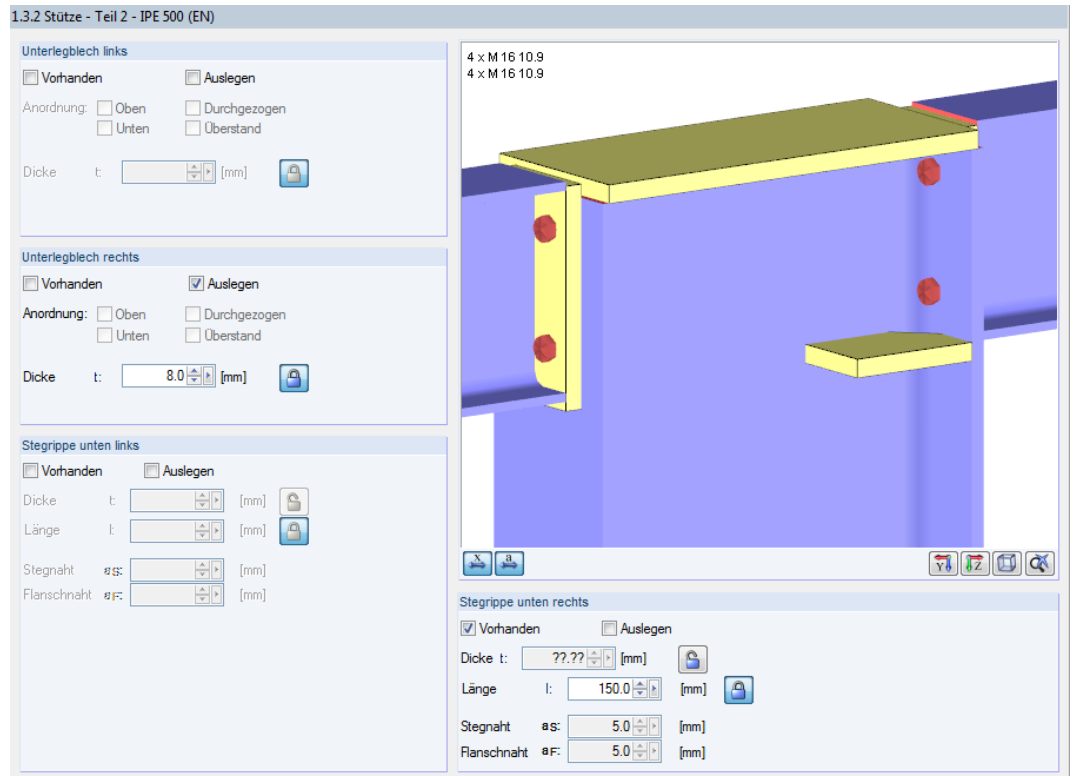 1.3.2 Stütze - Teil 2 - IPE 500 (EN)
Unterlegblech links
Vorhanden Auslegen
Anordnung: Oben Durchgezogen
Unten Überstand
Dicke t: [mm]
Unterlegblech rechts
Vorhanden Auslegen
Anordnung: Oben Durchgezogen
Unten Überstand
Dicke t: 8.0 [mm]
Stegrippe unten links
Vorhanden Auslegen
Dicke t: [mm]
Länge l: [mm]
Stegnaht as: [mm]
Flanschnaht aF: [mm]
4 x M 16 10.9
4 x M 16 10.9
x a Y Z
Stegrippe unten rechts
Vorhanden Auslegen
Dicke t: ??.?? [mm]
Länge l: 150.0 [mm]
Stegnaht as: 5.0 [mm]
Flanschnaht aF: 5.0 [mm]